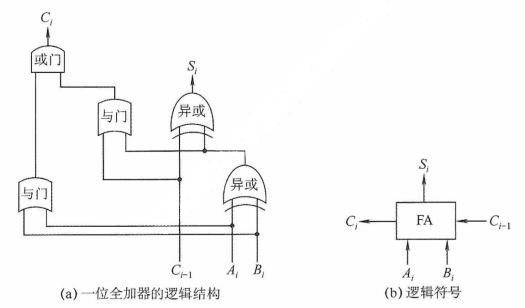 C_i
或门
S_i
与门
异或
与门
异或
C_{i-1}
A_i
B_i
(a) 一位全加器的逻辑结构
S_i
C_i
FA
C_{i-1}
A_i
B_i
(b) 逻辑符号